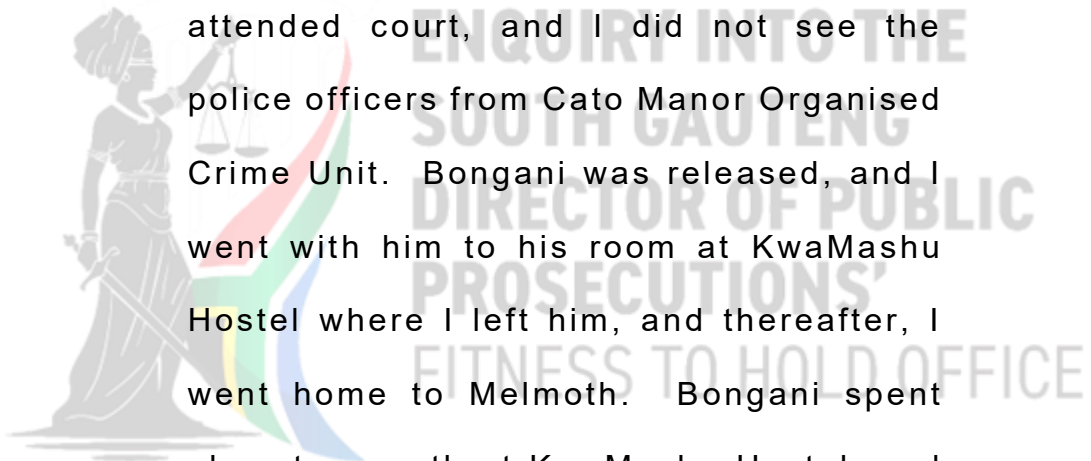 attended court, and I did not see the
ENQUIRY INTO THE
police officers from Cato Manor Organised
SOUTH GAUTENG
Crime Unit. Bongani was released, and I
DIRECTOR OF PUBLIC
went with him to his room at KwaMashu
PROSECUTIONS'
Hostel where I left him, and thereafter, I
FITNESS TO HOLD OFFICE
went home to Melmoth. Bongani spent